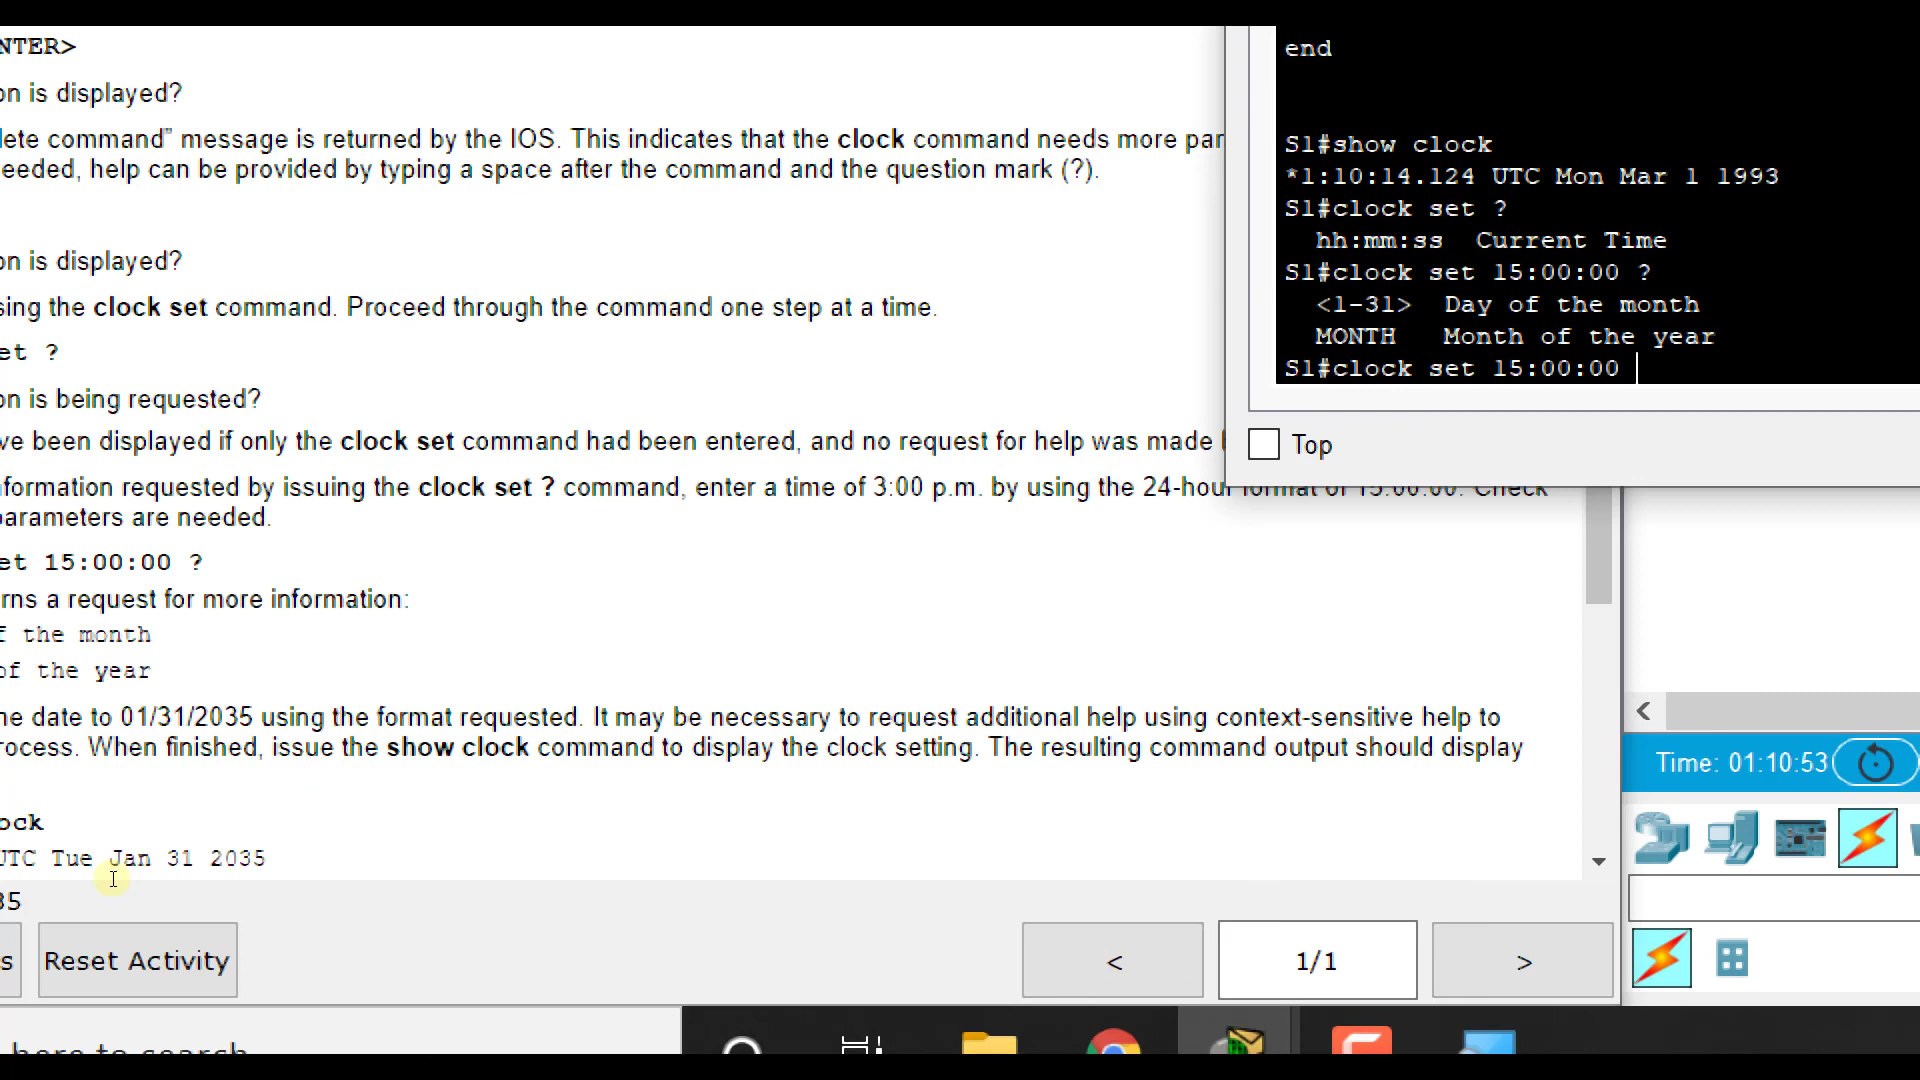 NTER>
on is displayed?
lete command" message is returned by the IOS. This indicates that the clock command needs more par
eeded, help can be provided by typing a space after the command and the question mark (?).
on is displayed?
sing the clock set command. Proceed through the command one step at a time.
et ?
on is being requested?
ve been displayed if only the clock set command had been entered, and no request for help was made
nformation requested by issuing the clock set ? command, enter a time of 3:00 p.m. by using the 24-hour format of 15:00:00. Check
parameters are needed.
et 15:00:00 ?
rns a request for more information:
f the month
of the year
he date to 01/31/2035 using the format requested. It may be necessary to request additional help using context-sensitive help to
rocess. When finished, issue the show clock command to display the clock setting. The resulting command output should display
ock
UTC Tue Jan 31 2035
35
s
Reset Activity
<
1/1
>
end
S1#show clock
*1:10:14.124 UTC Mon Mar 1 1993
S1#clock set ?
hh:mm:ss Current Time
S1#clock set 15:00:00 ?
<1-31> Day of the month
MONTH Month of the year
S1#clock set 15:00:00
Top
Time: 01:10:53
here to search